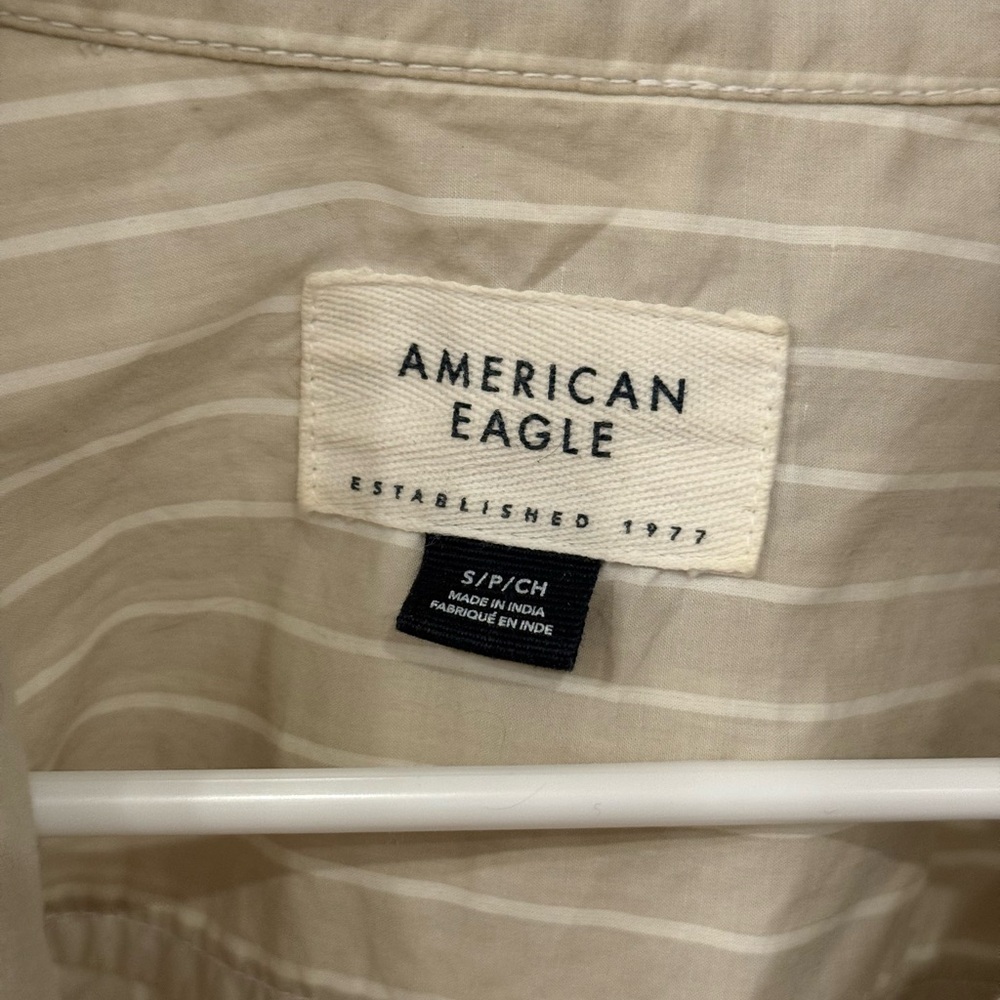 AMERICAN
EAGLE
ESTABLISHED 1977
S/P/CH
MADE IN INDIA
FABRIQUÉ EN INDE